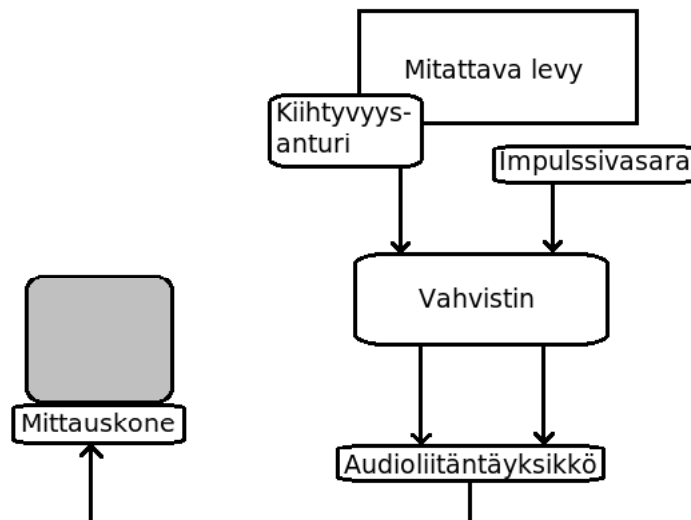 Mitattava levy
Kiihtyvyys-
anturi
Impulssivasara
Vahvistin
Mittauskone
Audioliitäntäyksikkö